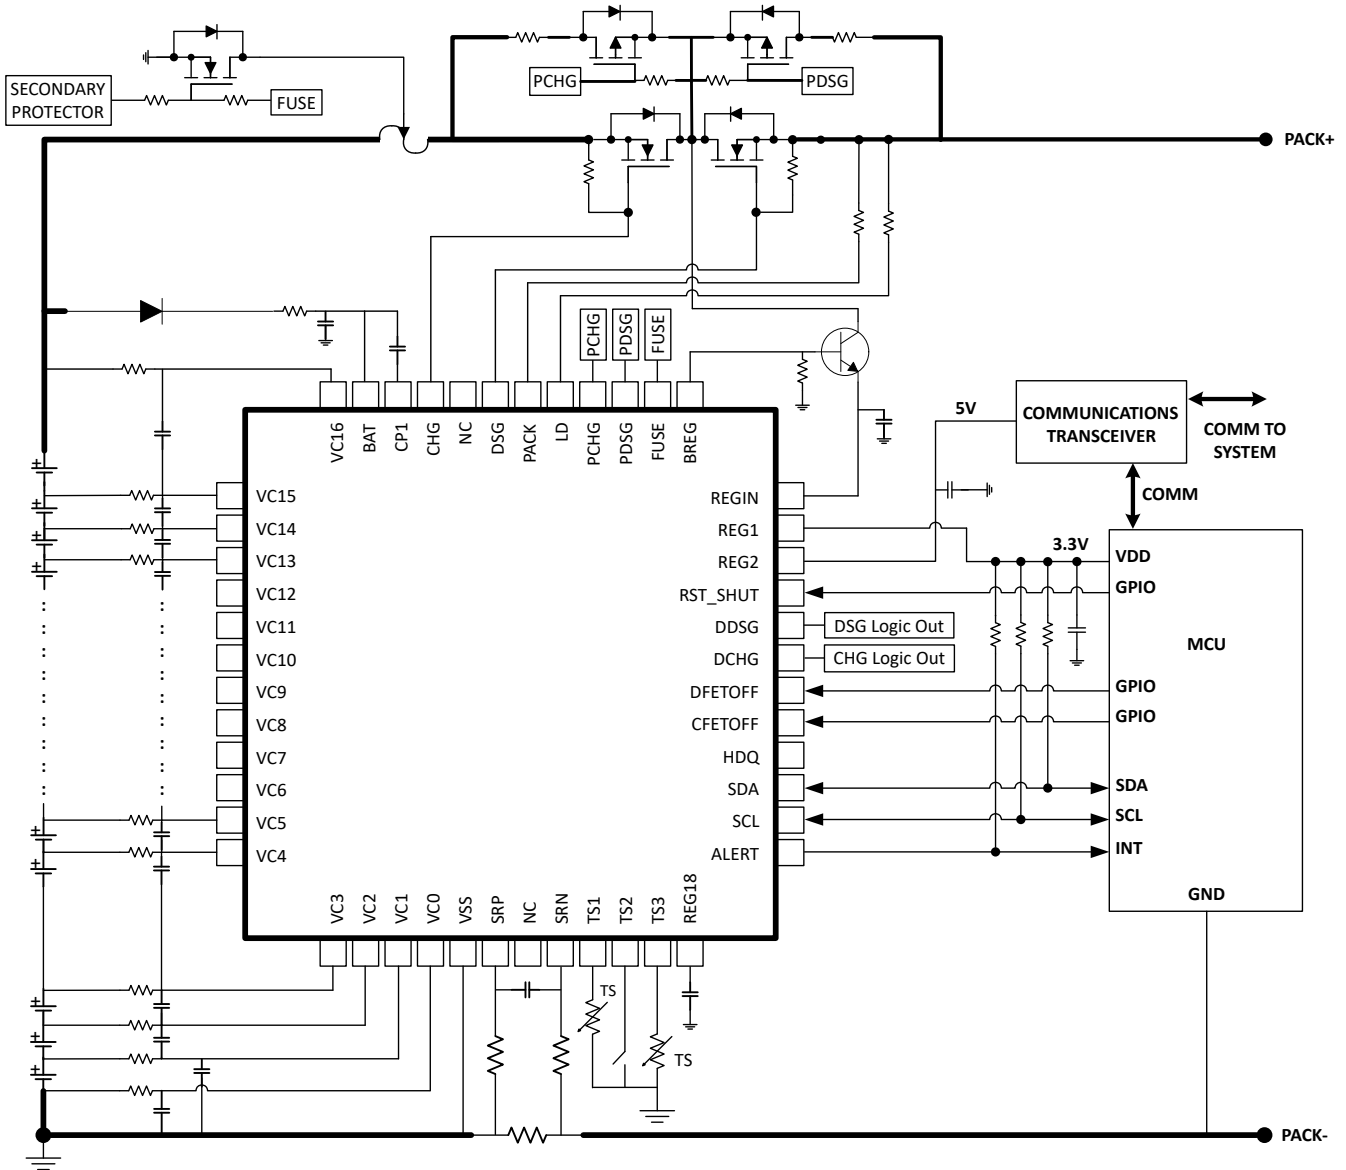 SECONDARY
PROTECTOR
FUSE
PCHG
PDSG
PACK+
PCHG
PDSG
FUSE
VC16
BAT
CP1
CHG
NC
DSG
PACK
LD
PCHG
PDSG
FUSE
BREG
VC15
VC14
VC13
VC12
VC11
VC10
VC9
VC8
VC7
VC6
VC5
VC4
REGIN
REG1
REG2
RST_SHUT
DDSG
DCHG
DFETOFF
CFETOFF
HDQ
SDA
SCL
ALERT
DSG Logic Out
CHG Logic Out
5V
COMMUNICATIONS
TRANSCEIVER
COMM TO
SYSTEM
COMM
3.3V
VDD
GPIO
MCU
GPIO
GPIO
SDA
SCL
INT
GND
VC3
VC2
VC1
VC0
VSS
SRP
NC
SRN
TS1
TS2
TS3
REG18
TS
TS
PACK-
+
+
+
+
+
+
+
+
+